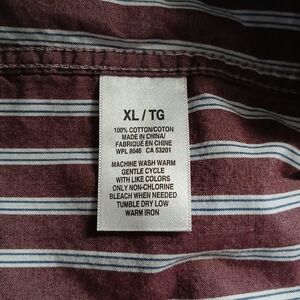 XL / TG
100% COTTON/COTON
MADE IN CHINA/
FABRIQUÉ EN CHINE
WPL 8046 CA 53201
MACHINE WASH WARM
GENTLE CYCLE
WITH LIKE COLORS
ONLY NON-CHLORINE
BLEACH WHEN NEEDED
TUMBLE DRY LOW
WARM IRON